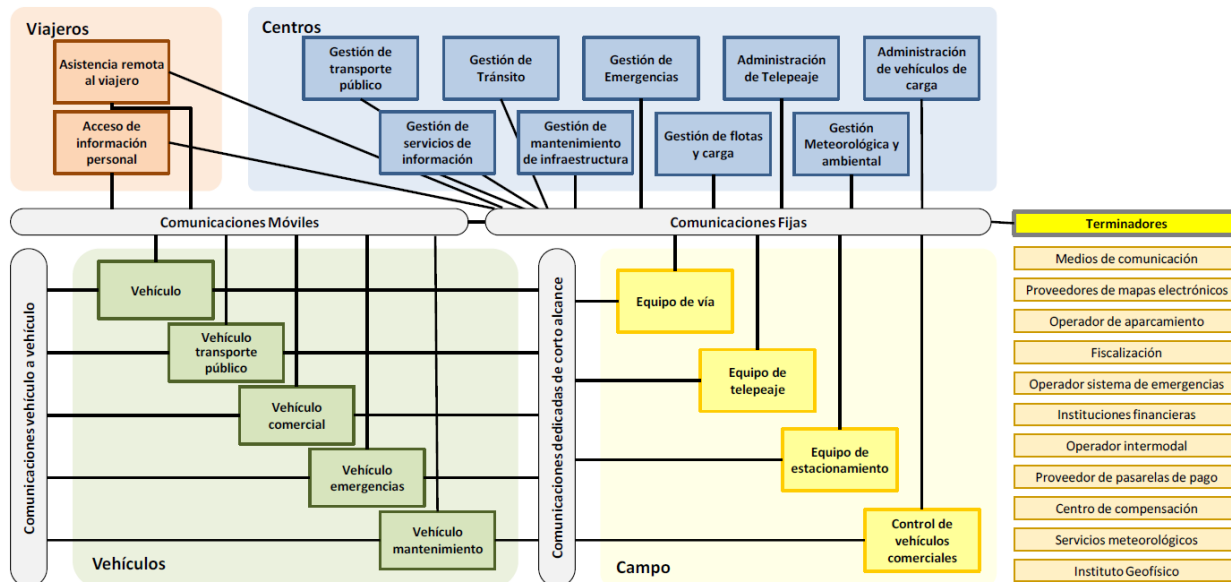 Viajeros
Asistencia remota
al viajero
Acceso de
información
personal
Centros
Gestión de
transporte
público
Gestión de
Tránsito
Gestión de
Emergencias
Administración
de Telepeaje
Administración
de vehículos de
carga
Gestión de
servicios de
información
Gestión de
mantenimiento
de infraestructura
Gestión de flotas
y carga
Gestión
Meteorológica y
ambiental
Comunicaciones Móviles
Comunicaciones Fijas
Comunicaciones vehículo a vehículo
Vehículo
Vehículo
transporte
público
Vehículo
comercial
Vehículo
emergencias
Vehículo
mantenimiento
Vehículos
Comunicaciones dedicadas de corto alcance
Equipo de vía
Equipo de
telepeaje
Equipo de
estacionamiento
Control de
vehículos
comerciales
Campo
Terminadores
Medios de comunicación
Proveedores de mapas electrónicos
Operador de aparcamiento
Fiscalización
Operador sistema de emergencias
Instituciones financieras
Operador intermodal
Proveedor de pasarelas de pago
Centro de compensación
Servicios meteorológicos
Instituto Geofísico